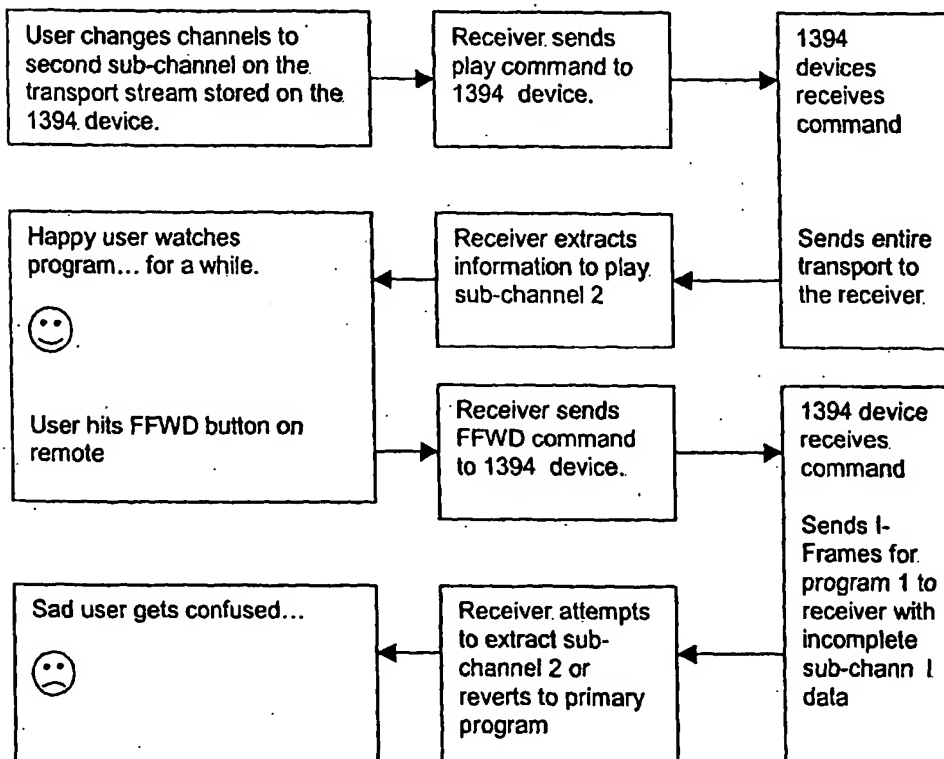 User changes channels to
second sub-channel on the
transport stream stored on the
1394 device.
Receiver sends
play command to
1394 device.
1394
devices
receives
command
Sends entire
transport to
the receiver.
Receiver extracts
information to play
sub-channel 2
Happy user watches
program... for a while.
User hits FFWD button on
remote
Receiver sends
FFWD command
to 1394 device.
1394 device
receives
command
Sends I-
Frames for
program 1 to
receiver with
incomplete
sub-chann l
data
Receiver attempts
to extract sub-
channel 2 or
reverts to primary
program
Sad user gets confused...